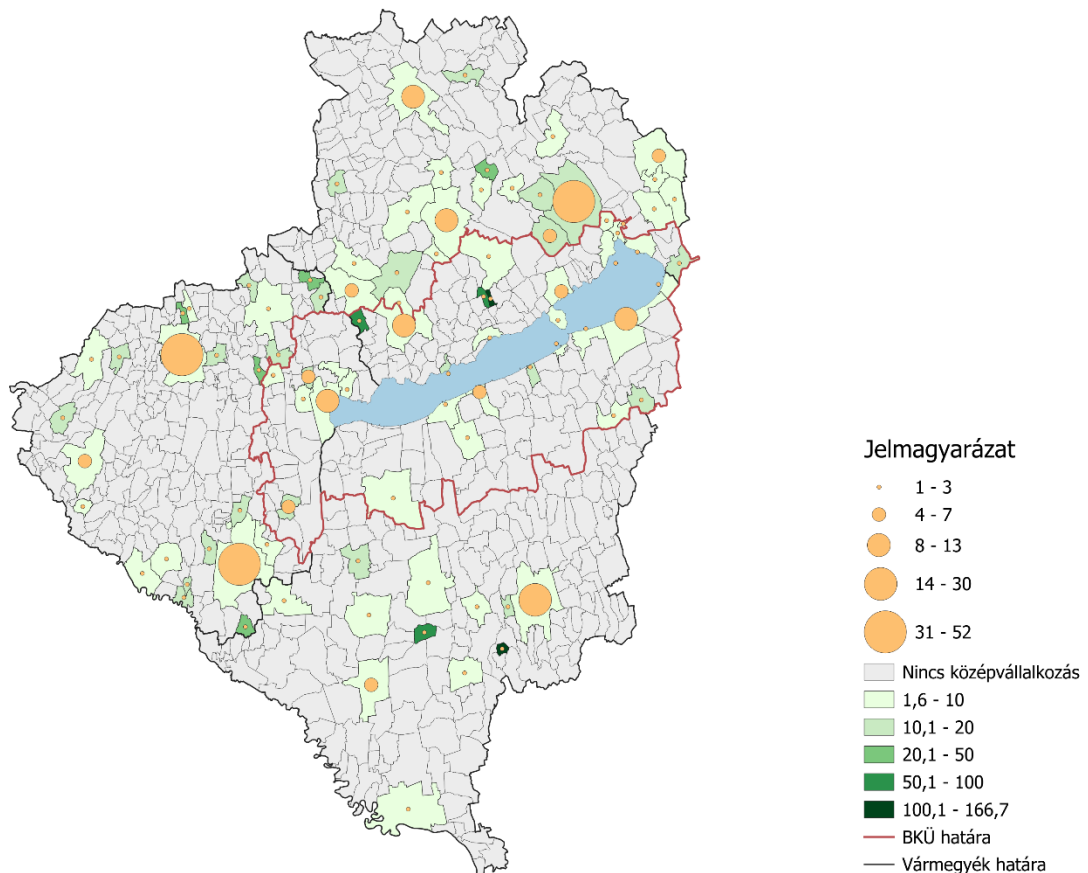 Jelmagyarázat
1 - 3
4 - 7
8 - 13
14 - 30
31 - 52
Nincs középvállalkozás
1,6 - 10
10,1 - 20
20,1 - 50
50,1 - 100
100,1 - 166,7
BKÜ határa
Vármegyék határa